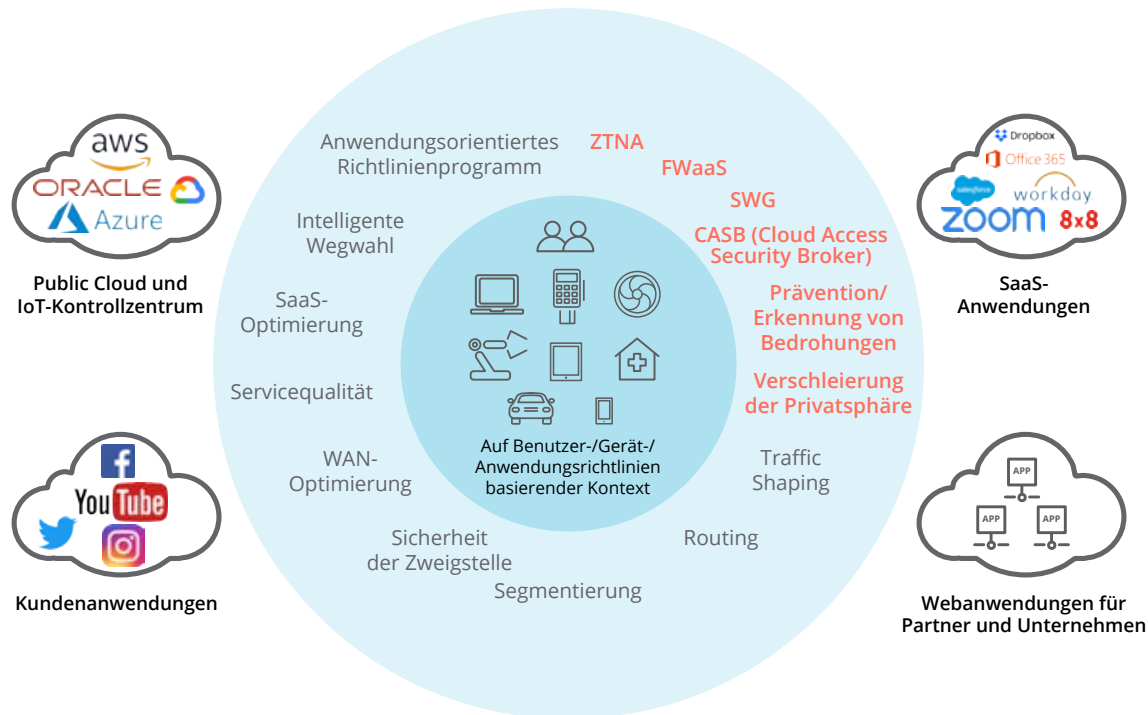 aws
ORACLE
Azure
Public Cloud und
IoT-Kontrollzentrum
Anwendungsorientiertes
Richtlinienprogramm
Intelligente
Wegwahl
SaaS-
Optimierung
Servicequalität
WAN-
Optimierung
Sicherheit
der Zweigstelle
Segmentierung
Routing
Traffic
Shaping
ZTNA
FWaaS
SWG
CASB (Cloud Access
Security Broker)
Prävention/
Erkennung von
Bedrohungen
Verschleierung
der Privatsphäre
Auf Benutzer-/Gerät-/
Anwendungsrichtlinien
basierender Kontext
Dropbox
Office 365
salesforce
workday
zoom
8x8
SaaS-
Anwendungen
f
YouTube
Kundenanwendungen
APP
APP
APP
Webanwendungen für
Partner und Unternehmen